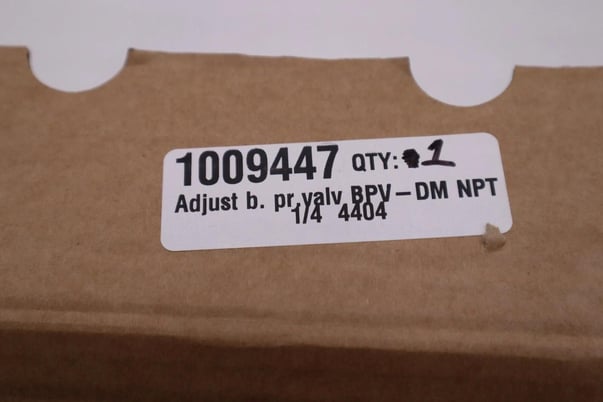 1009447 QTY: 1
Adjust b. pr.valv BPV-DM NPT
1/4 4404